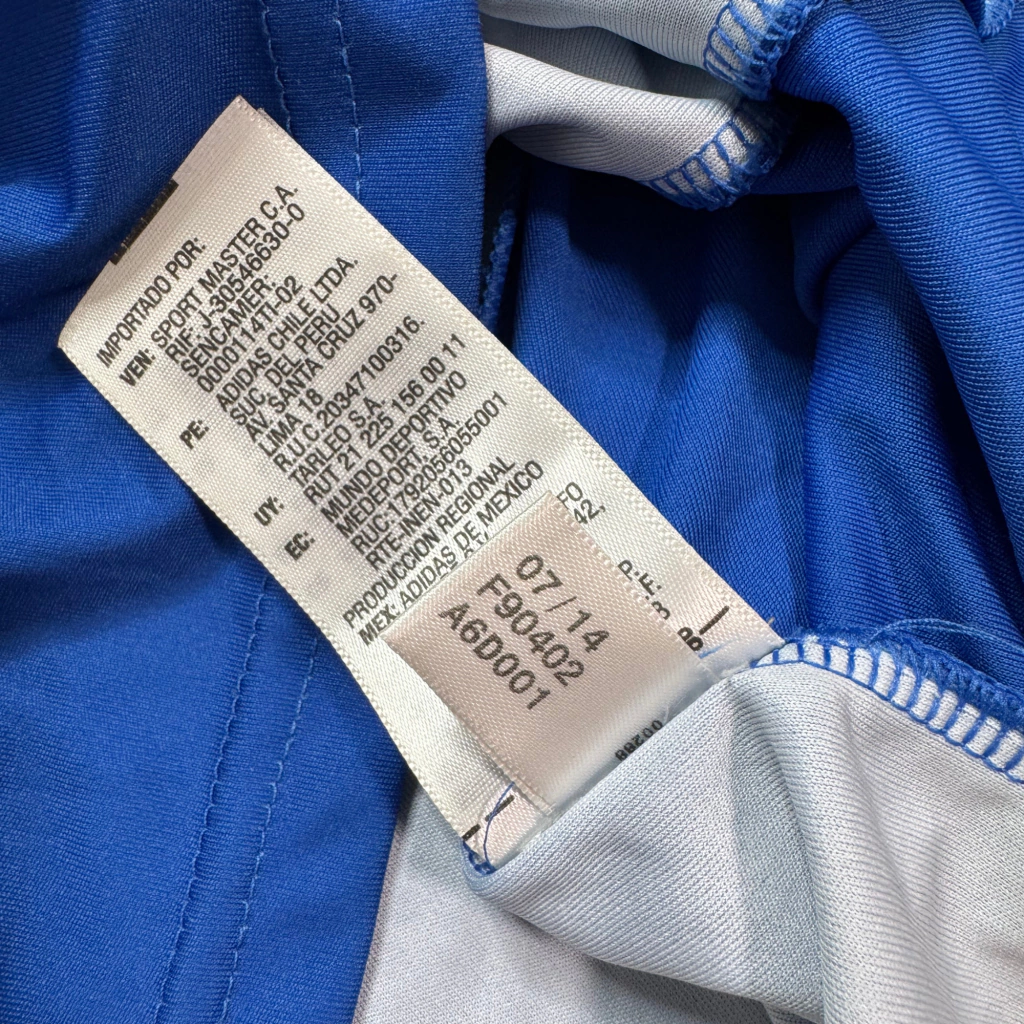 IMPORTADO POR:
VEN: SPORT MASTER C.A.
RIF: J-30546630-0
SENCAMER:
0000114TI-02
PE: ADIDAS CHILE LTDA.
SUC. DEL PERU
AV. SANTA CRUZ 970-
LIMA 18
R.U.C.20347100316.
UY: TARLEO S.A.
RUT 21 225 156 00 11
EC: MUNDO DEPORTIVO
MEDEPORT S.A.
RUC:1792056055001
RTE-INEN-013
PRODUCCION REGIONAL
MEX: ADIDAS DE MEXICO
07/14
F90402
A6D001